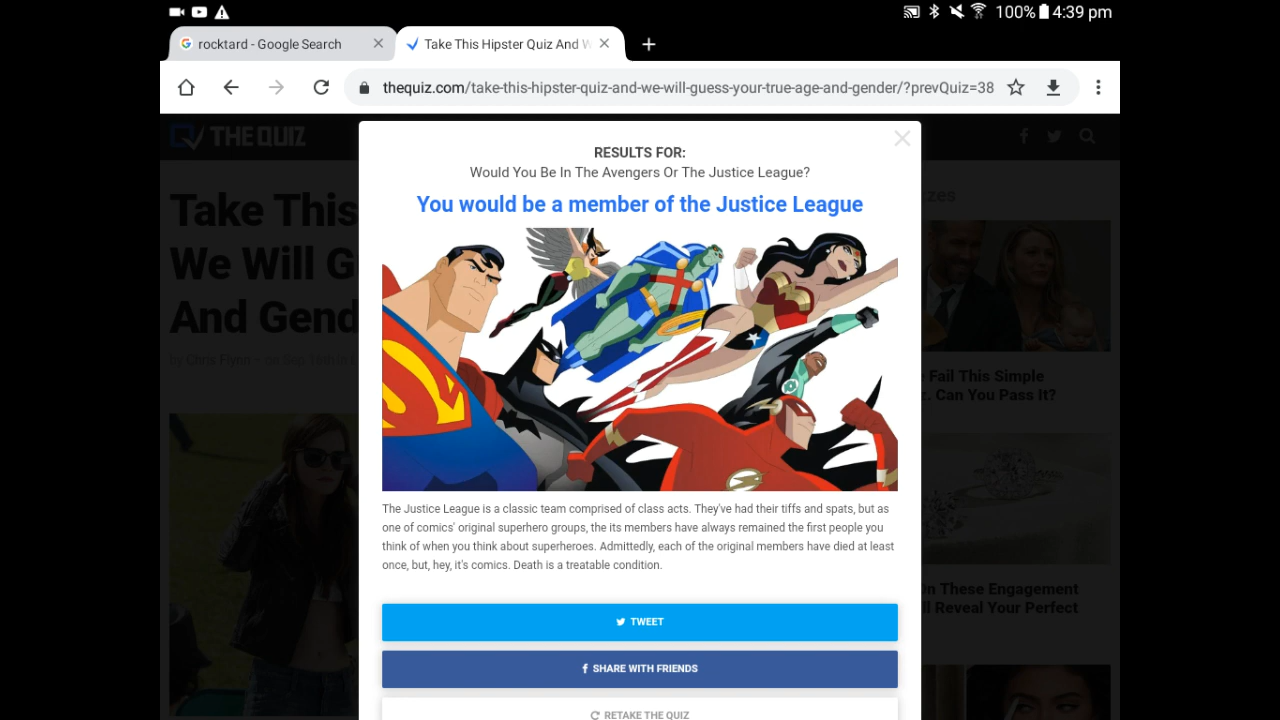 100% 4:39 pm
rocktard - Google Search
Take This Hipster Quiz And W
thequiz.com/take-this-hipster-quiz-and-we-will-guess-your-true-age-and-gender/?prevQuiz=38
THE QUIZ
RESULTS FOR:
Would You Be In The Avengers Or The Justice League?
You would be a member of the Justice League
Take This
We Will G
And Gend
by Chris Flynn - on Sep
zes
The Justice League is a classic team comprised of class acts. They've had their tiffs and spats, but as
one of comics' original superhero groups, the its members have always remained the first people you
think of when you think about superheroes. Admittedly, each of the original members have died at least
once, but, hey, it's comics. Death is a treatable condition.
TWEET
SHARE WITH FRIENDS
RETAKE THE QUIZ
Fail This Simple
. Can You Pass It?
On These Engagement
ll Reveal Your Perfect